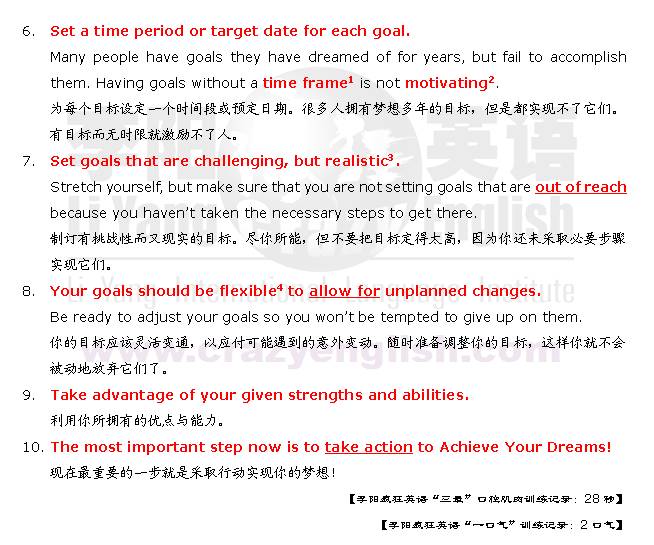 6. Set a time period or target date for each goal.
Many people have goals they have dreamed of for years, but fail to accomplish
them. Having goals without a time frame¹ is not motivating².
为每个目标设定一个时间段或预定日期。很多人拥有梦想多年的目标，但是都实现不了它们。
有目标而无时限就激励不了人。
7. Set goals that are challenging, but realistic³.
Stretch yourself, but make sure that you are not setting goals that are out of reach
because you haven't taken the necessary steps to get there.
制订有挑战性而又现实的目标。尽你所能，但不要把目标定得太高，因为你还未采取必要步骤
实现它们。
8. Your goals should be flexible⁴ to allow for unplanned changes.
Be ready to adjust your goals so you won't be tempted to give up on them.
你的目标应该灵活变通，以应付可能遇到的意外变动。随时准备调整你的目标，这样你就不会
被动地放弃它们了。
9. Take advantage of your given strengths and abilities.
利用你所拥有的优点与能力。
10. The most important step now is to take action to Achieve Your Dreams!
现在最重要的一步就是采取行动实现你的梦想！
【李阳疯狂英语“三最”口腔肌肉训练记录：28 秒】
【李阳疯狂英语“一口气”训练记录：2 口气】
李阳 英语
Li Yang English
Li Yang International Language Institute
www.crazyenglish.com